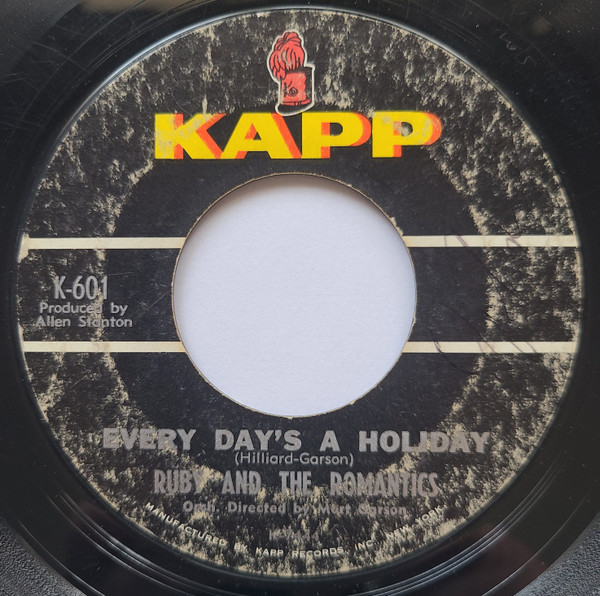 KAPP
K-601
Produced by
Allen Stanton
EVERY DAY'S A HOLIDAY
(Hilliard-Garson)
RUBY AND THE ROMANTICS
Orch. Directed by Mort Garson
MANUFACTURED BY KAPP RECORDS, INC. NEW YORK